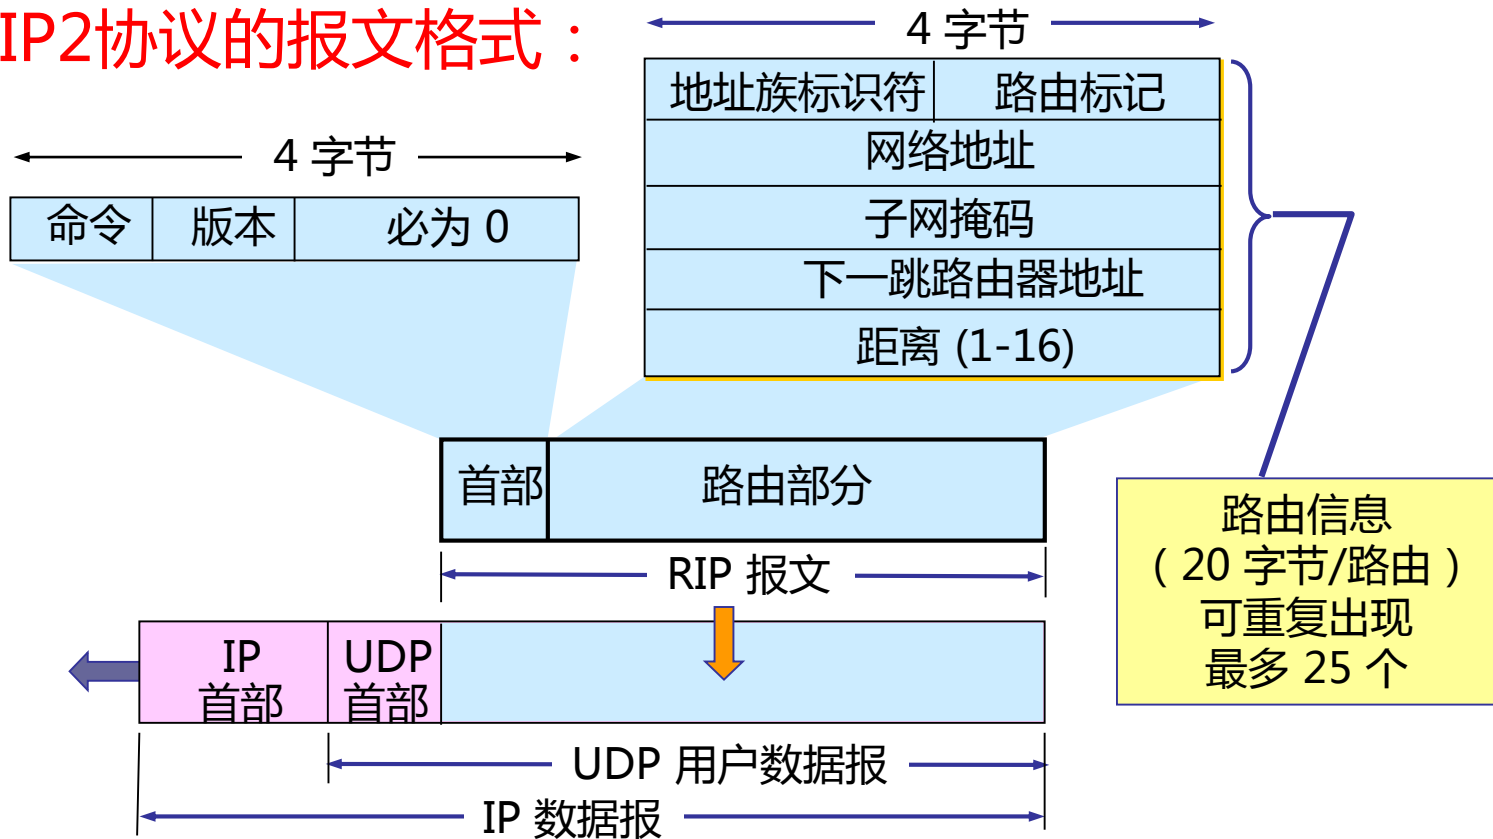 IP2协议的报文格式：
4 字节
地址族标识符 路由标记
网络地址
子网掩码
下一跳路由器地址
距离 (1-16)
4 字节
命令 版本 必为 0
首部 路由部分
RIP 报文
路由信息
（20 字节/路由）
可重复出现
最多 25 个
IP
首部
UDP
首部
UDP 用户数据报
IP 数据报